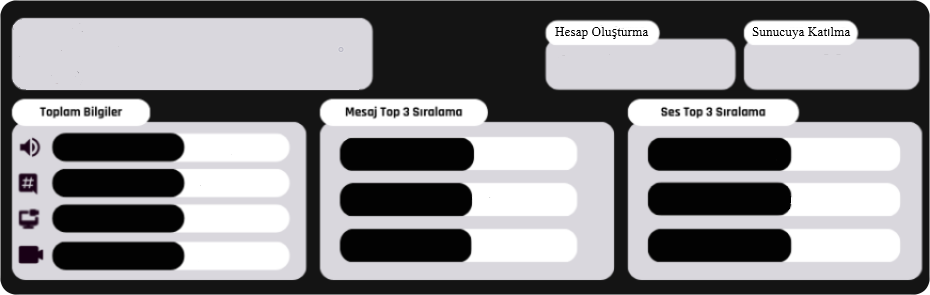 Hesap Oluşturma
Sunucuya Katılma
Toplam Bilgiler
Mesaj Top 3 Sıralama
Ses Top 3 Sıralama
#